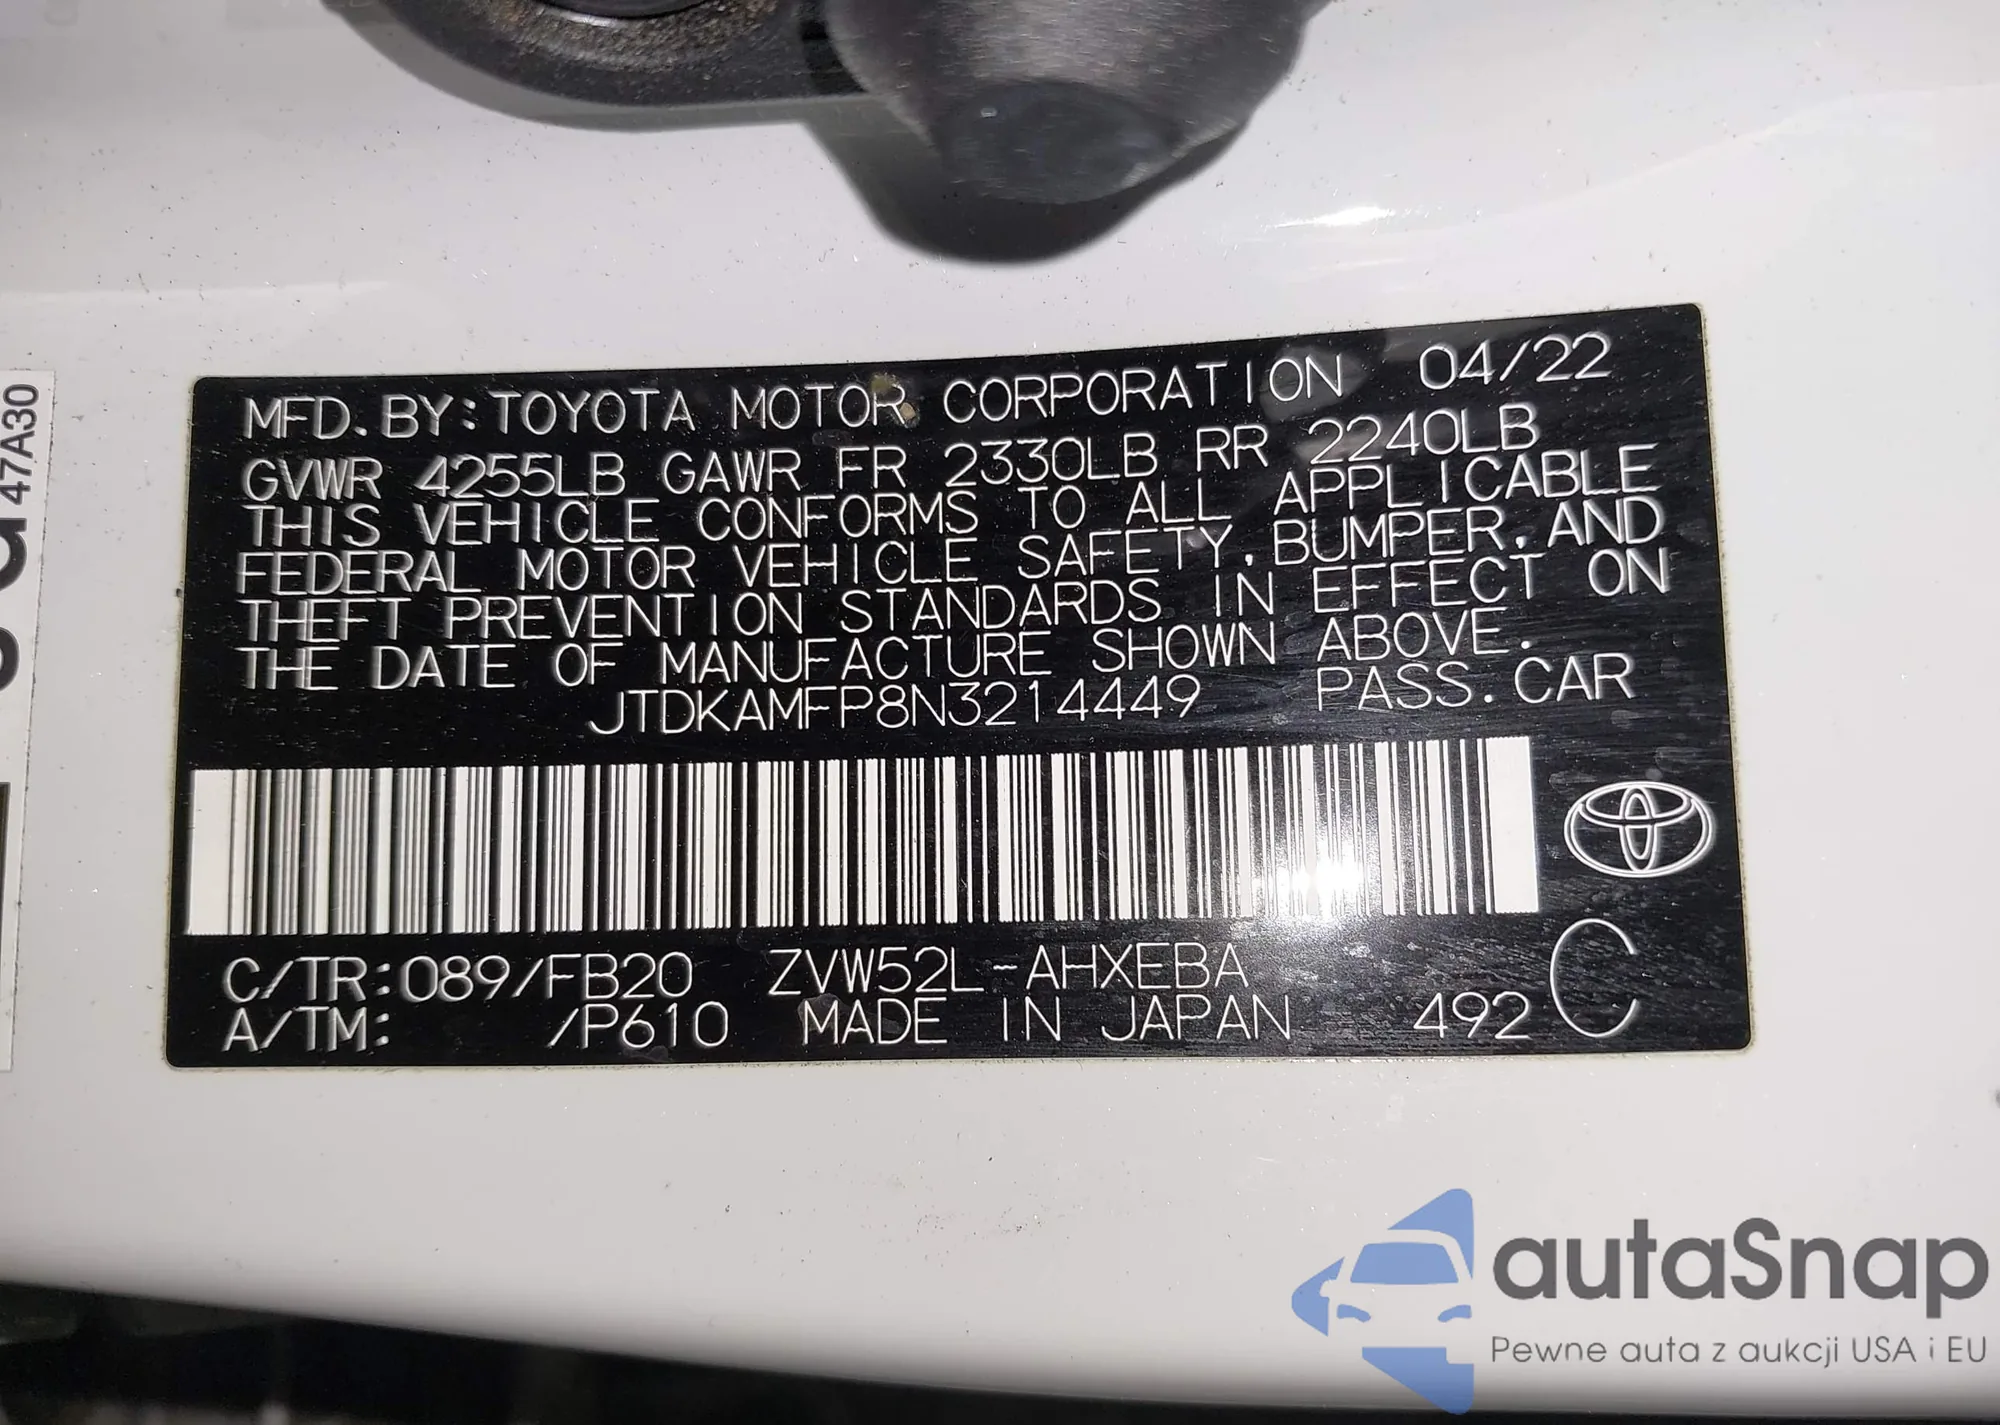 MFD. BY: TOYOTA MOTOR CORPORATION 04/22
GVWR 4255LB GAWR FR 2330LB RR 2240LB
THIS VEHICLE CONFORMS TO ALL APPLICABLE
FEDERAL MOTOR VEHICLE SAFETY, BUMPER, AND
THEFT PREVENTION STANDARDS IN EFFECT ON
THE DATE OF MANUFACTURE SHOWN ABOVE.
JTDKAMFP8N3214449 PASS. CAR
C/TR: 089/FB20 ZVW52L-AHXEBA
A/TM: /P610 MADE IN JAPAN 492 C
47A30
autaSnap
Pewne auta z aukcji USA i EU